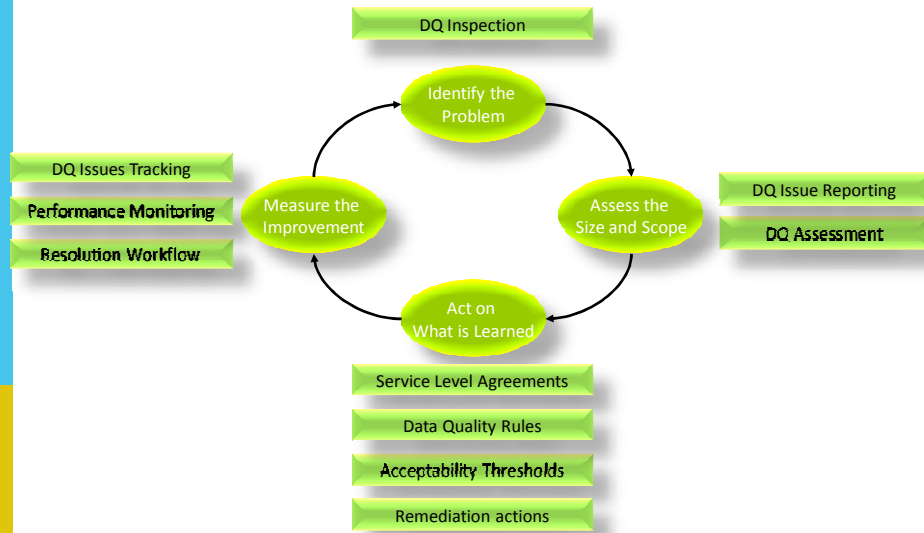 DQ Inspection
Identify the
Problem
DQ Issues Tracking
Performance Monitoring
Resolution Workflow
Measure the
Improvement
Assess the
Size and Scope
DQ Issue Reporting
DQ Assessment
Act on
What is Learned
Service Level Agreements
Data Quality Rules
Acceptability Thresholds
Remediation actions